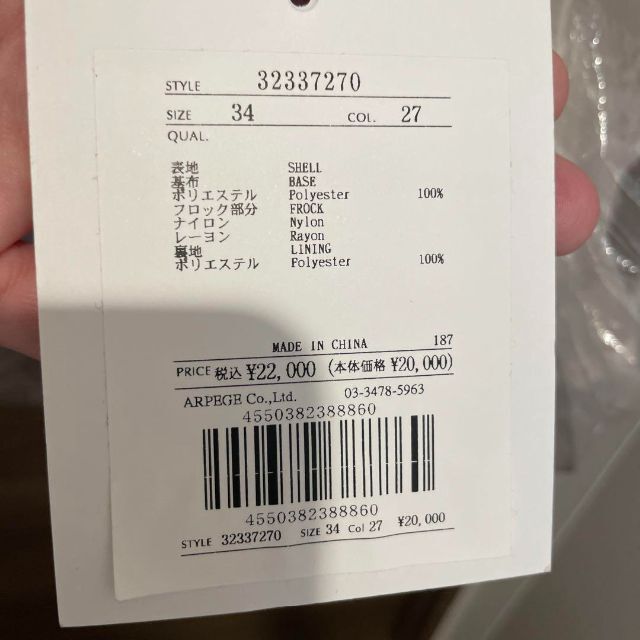 STYLE 32337270
SIZE 34 COL. 27
QUAL.
表地 SHELL
基布 BASE
ポリエステル Polyester 100%
フロック部分 FROCK
ナイロン Nylon
レーヨン Rayon
裏地 LINING
ポリエステル Polyester 100%
MADE IN CHINA 187
PRICE 税込 ¥22,000 (本体価格 ¥20,000)
ARPEGE Co.,Ltd. 03-3478-5963
4550382388860
4550382388860
STYLE 32337270 SIZE 34 Col 27 ¥20,000